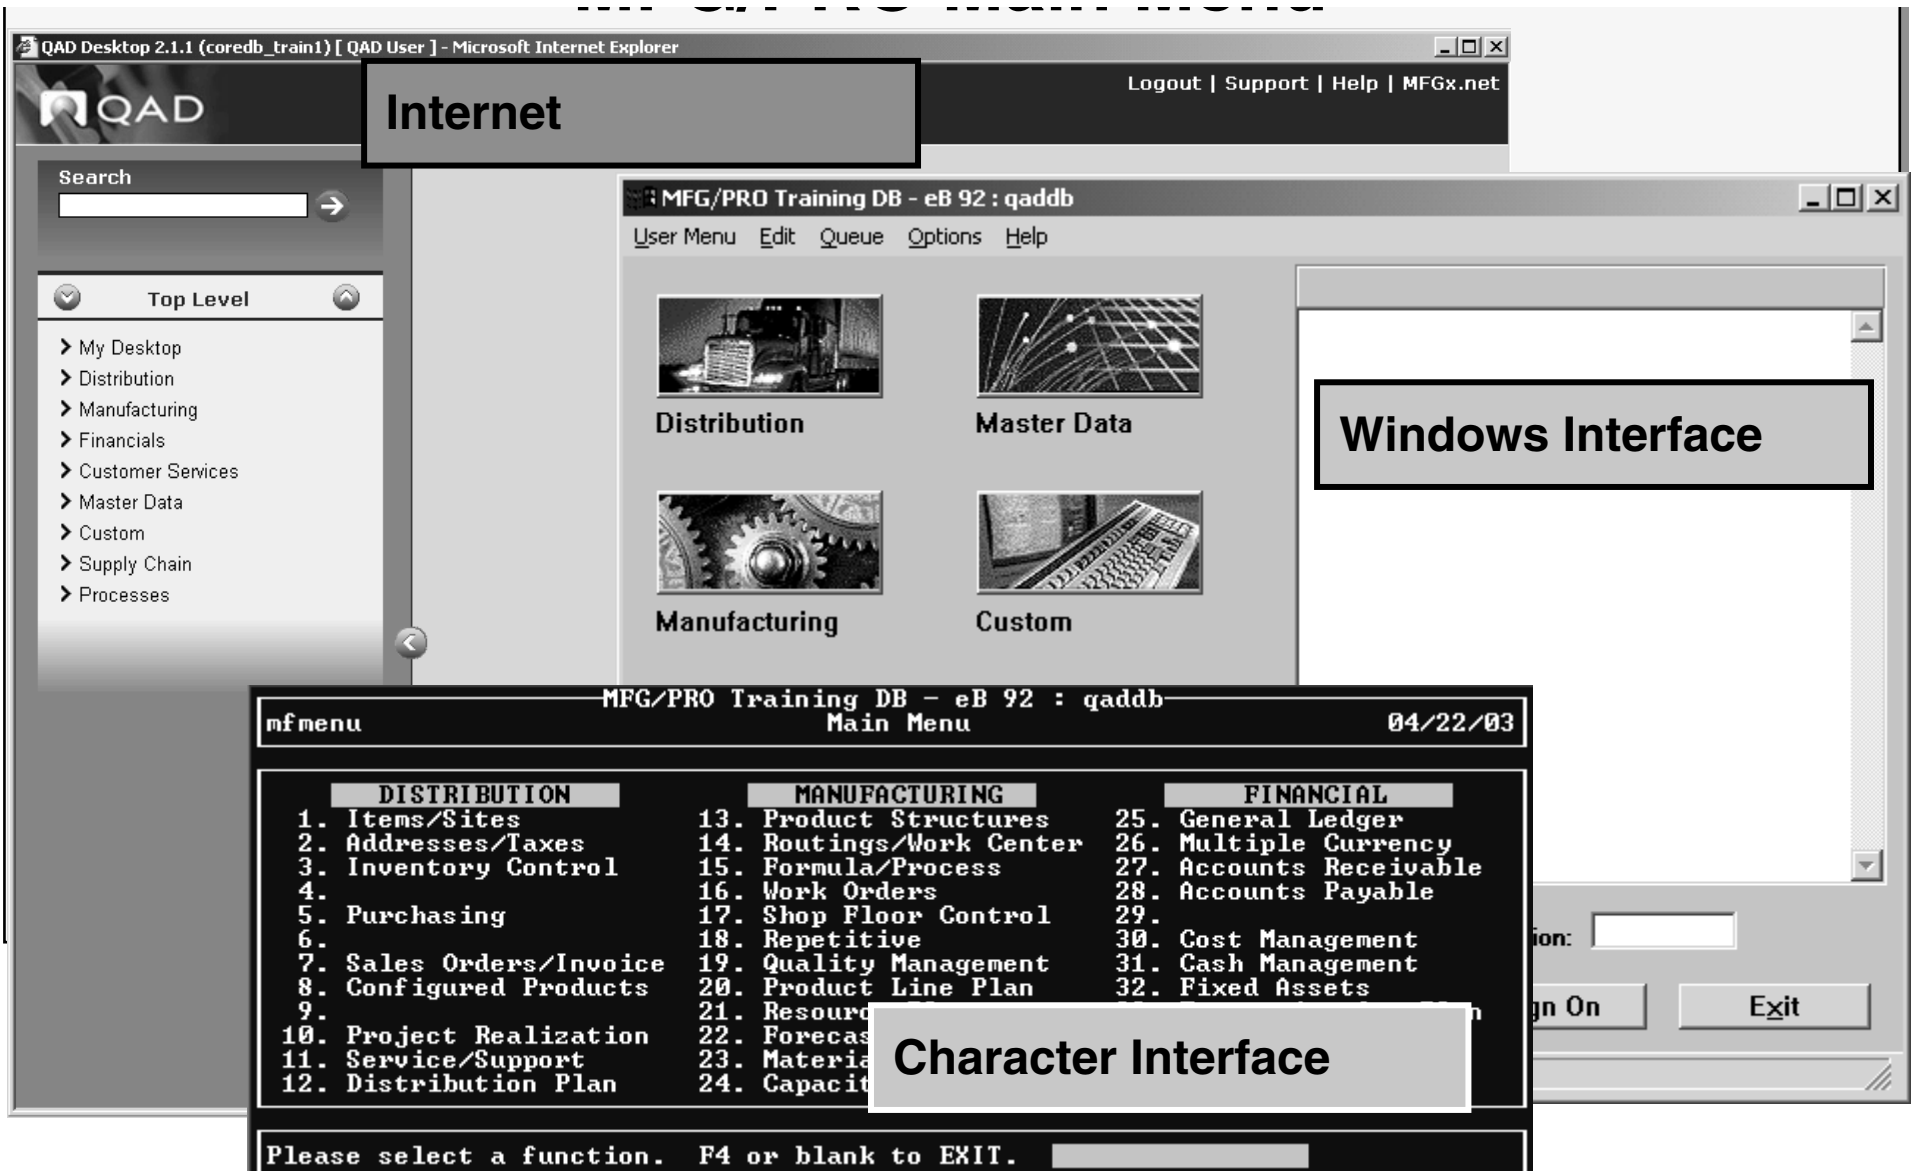 MFG/PRO Main Menu
QAD Desktop 2.1.1 (coredb_train1) [ QAD User ] - Microsoft Internet Explorer
QAD
Internet
Logout | Support | Help | MFGx.net
Search
Top Level
My Desktop
Distribution
Manufacturing
Financials
Customer Services
Master Data
Custom
Supply Chain
Processes
MFG/PRO Training DB - eB 92 : qaddb
User Menu Edit Queue Options Help
Distribution
Master Data
Manufacturing
Custom
Windows Interface
Exit
MFG/PRO Training DB - eB 92 : qaddb
mfmenu Main Menu 04/22/03
DISTRIBUTION
1. Items/Sites
2. Addresses/Taxes
3. Inventory Control
4.
5. Purchasing
6.
7. Sales Orders/Invoice
8. Configured Products
9.
10. Project Realization
11. Service/Support
12. Distribution Plan
MANUFACTURING
13. Product Structures
14. Routings/Work Center
15. Formula/Process
16. Work Orders
17. Shop Floor Control
18. Repetitive
19. Quality Management
20. Product Line Plan
21.
22.
23.
24.
FINANCIAL
25. General Ledger
26. Multiple Currency
27. Accounts Receivable
28. Accounts Payable
29.
30. Cost Management
31. Cash Management
32. Fixed Assets
Character Interface
Please select a function. F4 or blank to EXIT.